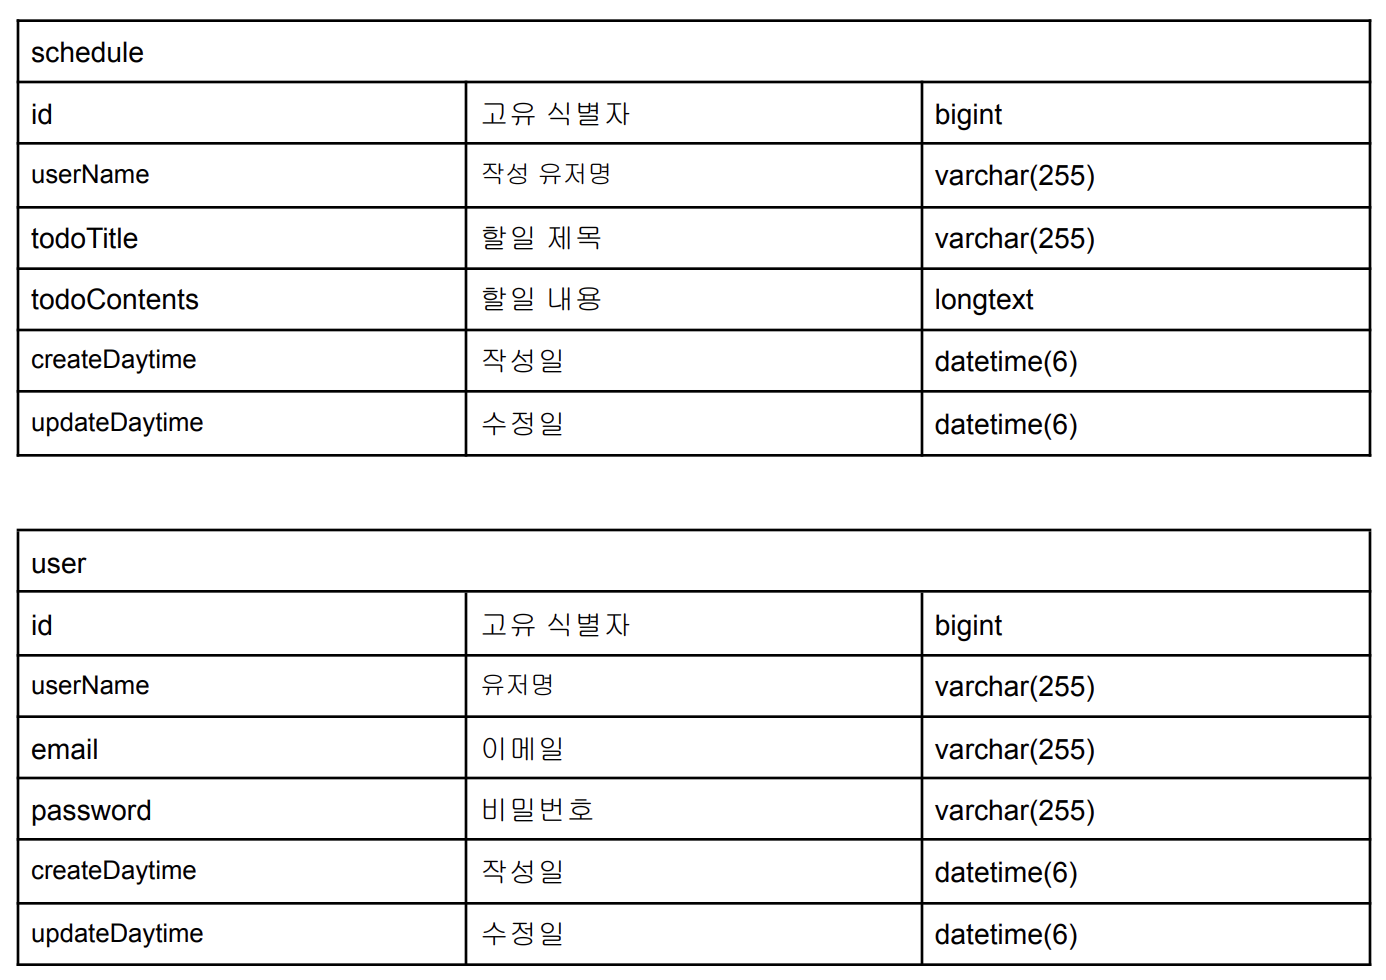 schedule
id 고유 식별자 bigint
userName 작성 유저명 varchar(255)
todoTitle 할일 제목 varchar(255)
todoContents 할일 내용 longtext
createDaytime 작성일 datetime(6)
updateDaytime 수정일 datetime(6)
user
id 고유 식별자 bigint
userName 유저명 varchar(255)
email 이메일 varchar(255)
password 비밀번호 varchar(255)
createDaytime 작성일 datetime(6)
updateDaytime 수정일 datetime(6)